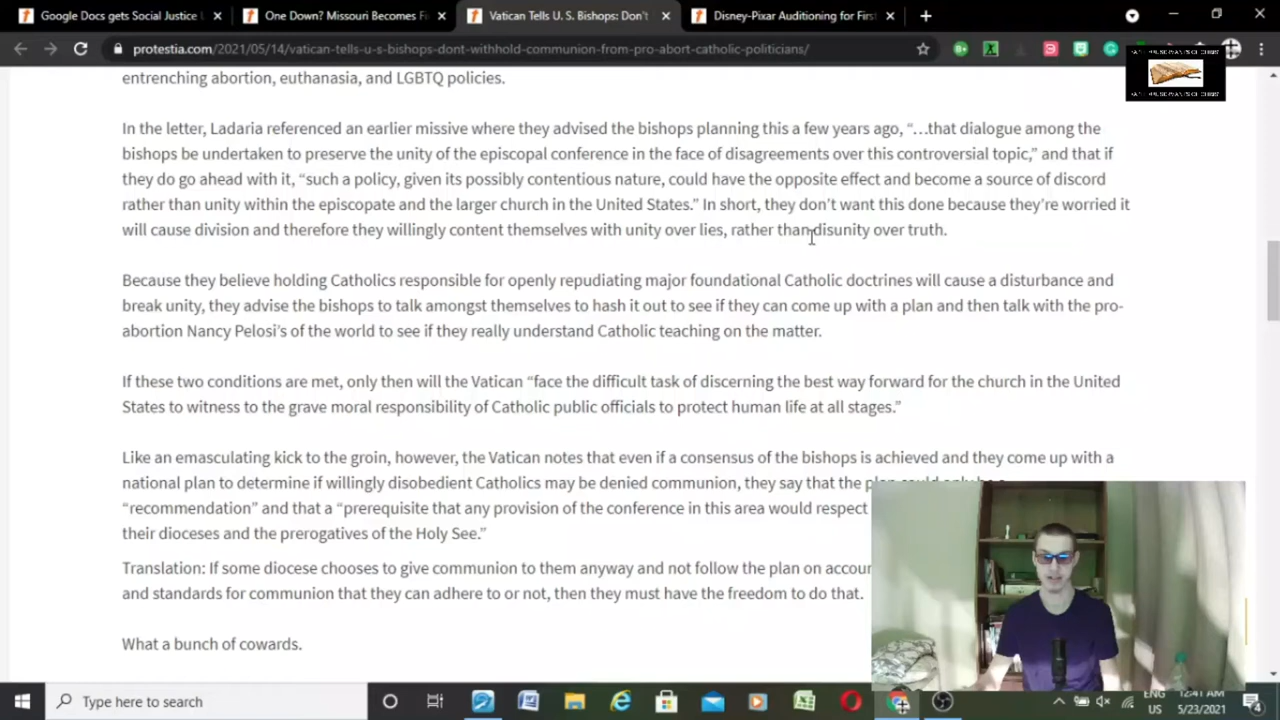 Google Docs gets Social Justice
One Down? Missouri Becomes Fi
Vatican Tells U. S. Bishops: Don't
Disney-Pixar Auditioning for First
protestia.com/2021/05/14/vatican-tells-u-s-bishops-dont-withhold-communion-from-pro-abort-catholic-politicians/
entrenching abortion, euthanasia, and LGBTQ policies.
In the letter, Ladaria referenced an earlier missive where they advised the bishops planning this a few years ago, “…that dialogue among the
bishops be undertaken to preserve the unity of the episcopal conference in the face of disagreements over this controversial topic,” and that if
they do go ahead with it, “such a policy, given its possibly contentious nature, could have the opposite effect and become a source of discord
rather than unity within the episcopate and the larger church in the United States.” In short, they don’t want this done because they’re worried it
will cause division and therefore they willingly content themselves with unity over lies, rather than disunity over truth.
Because they believe holding Catholics responsible for openly repudiating major foundational Catholic doctrines will cause a disturbance and
break unity, they advise the bishops to talk amongst themselves to hash it out to see if they can come up with a plan and then talk with the pro-
abortion Nancy Pelosi’s of the world to see if they really understand Catholic teaching on the matter.
If these two conditions are met, only then will the Vatican “face the difficult task of discerning the best way forward for the church in the United
States to witness to the grave moral responsibility of Catholic public officials to protect human life at all stages.”
Like an emasculating kick to the groin, however, the Vatican notes that even if a consensus of the bishops is achieved and they come up with a
national plan to determine if willingly disobedient Catholics may be denied communion, they say that the plan could only be a
“recommendation” and that a “prerequisite that any provision of the conference in this area would respect
their dioceses and the prerogatives of the Holy See.”
Translation: If some diocese chooses to give communion to them anyway and not follow the plan on accoun
and standards for communion that they can adhere to or not, then they must have the freedom to do that.
What a bunch of cowards.
Type here to search
ENG
US
12:41 AM
5/23/2021
4